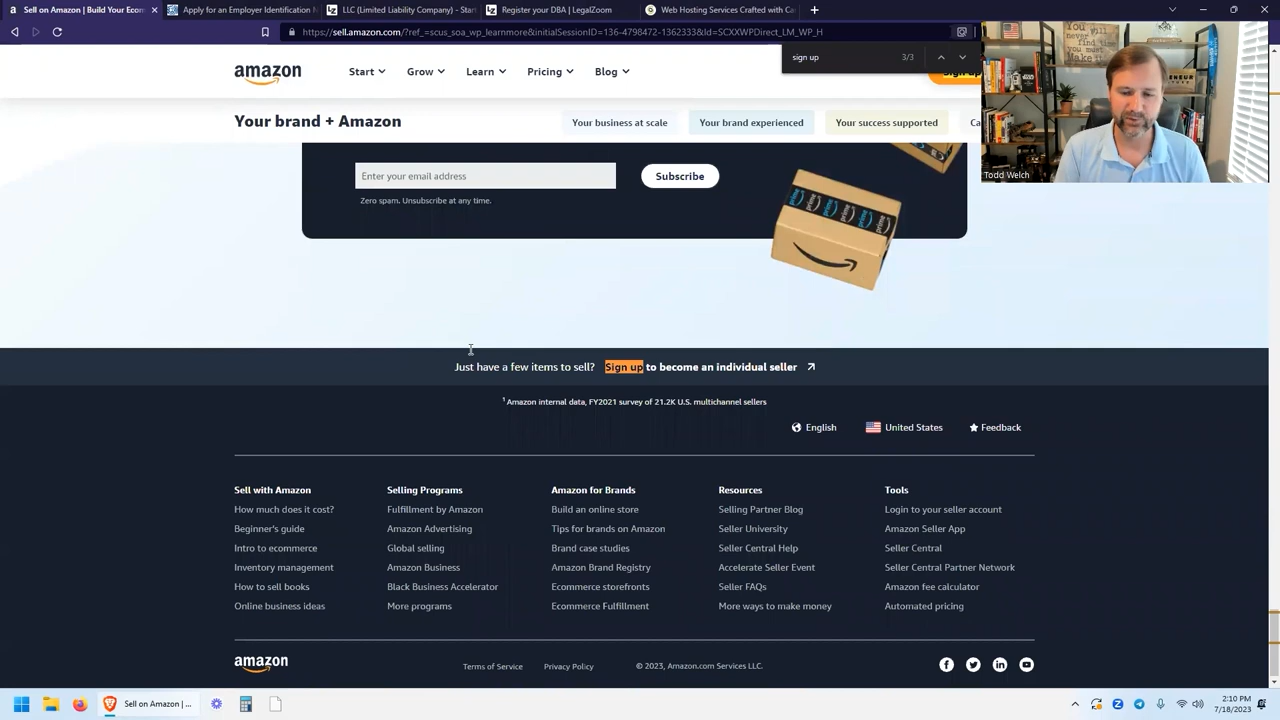 Sell on Amazon | Build Your Econ
Apply for an Employer Identification N
LLC (Limited Liability Company) - Star
Register your DBA | LegalZoom
Web Hosting Services Crafted with Ca
https://sell.amazon.com/?ref_=scus_soa_wp_learnmore&initialSessionID=136-4798472-1362333&ld=SCXXWPDirect_LM_WP_H
sign up
3/3
amazon
Start
Grow
Learn
Pricing
Blog
Your brand + Amazon
Your business at scale
Your brand experienced
Your success supported
Ca
Todd Welch
Enter your email address
Subscribe
Zero spam. Unsubscribe at any time.
prime
Just have a few items to sell? Sign up to become an individual seller
1 Amazon internal data, FY2021 survey of 21.2K U.S. multichannel sellers
English
United States
Feedback
Sell with Amazon
How much does it cost?
Beginner's guide
Intro to ecommerce
Inventory management
How to sell books
Online business ideas
Selling Programs
Fulfillment by Amazon
Amazon Advertising
Global selling
Amazon Business
Black Business Accelerator
More programs
Amazon for Brands
Build an online store
Tips for brands on Amazon
Brand case studies
Amazon Brand Registry
Ecommerce storefronts
Ecommerce Fulfillment
Resources
Selling Partner Blog
Seller University
Seller Central Help
Accelerate Seller Event
Seller FAQs
More ways to make money
Tools
Login to your seller account
Amazon Seller App
Seller Central
Seller Central Partner Network
Amazon fee calculator
Automated pricing
amazon
Terms of Service
Privacy Policy
© 2023, Amazon.com Services LLC.
Sell on Amazon | ...
2:10 PM
7/18/2023